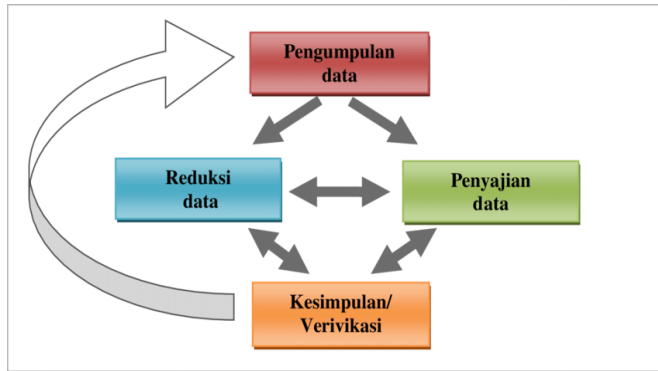 Pengumpulan
data
Reduksi
data
Penyajian
data
Kesimpulan/
Verivikasi